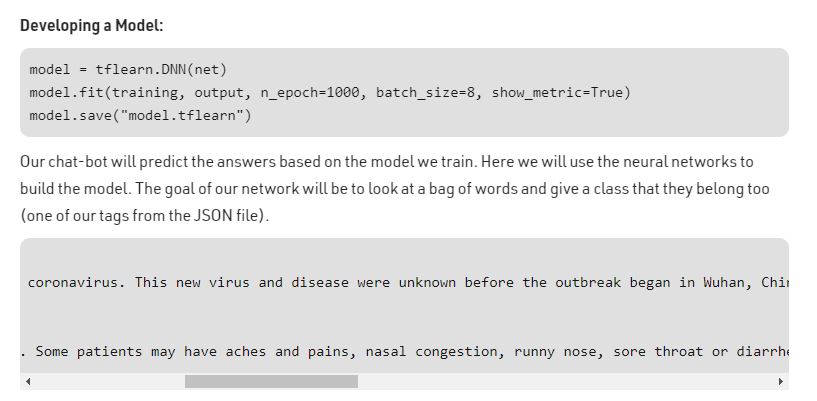 Developing a Model:
model = tflearn.DNN(net)
model.fit(training, output, n_epoch=1000, batch_size=8, show_metric=True)
model.save("model.tflearn")
Our chat-bot will predict the answers based on the model we train. Here we will use the neural networks to
build the model. The goal of our network will be to look at a bag of words and give a class that they belong too
(one of our tags from the JSON file).
coronavirus. This new virus and disease were unknown before the outbreak began in Wuhan,
. Some patients may have aches and pains, nasal congestion, runny nose, sore throat or